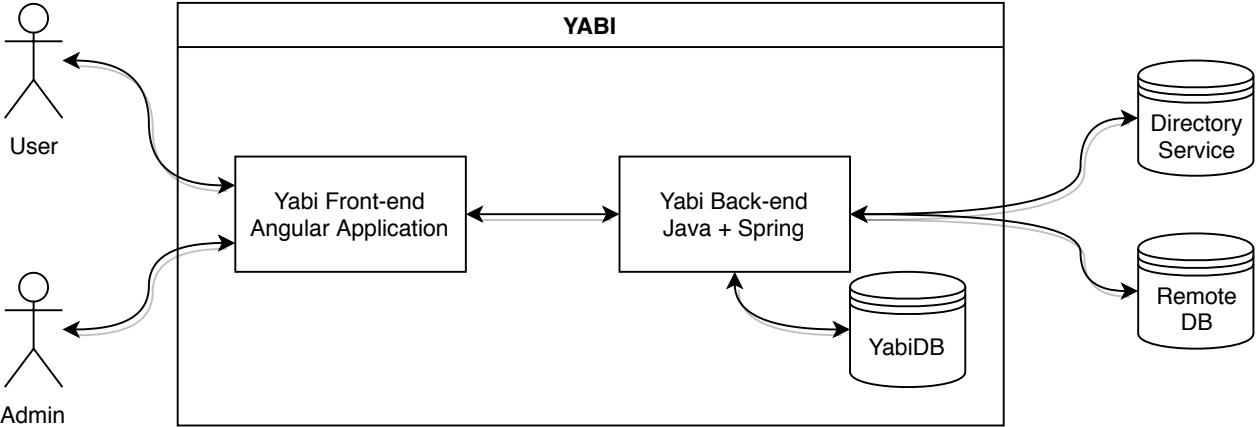 YABI
User
Yabi Front-end
Angular Application
Yabi Back-end
Java + Spring
Directory
Service
Remote
DB
YabiDB
Admin